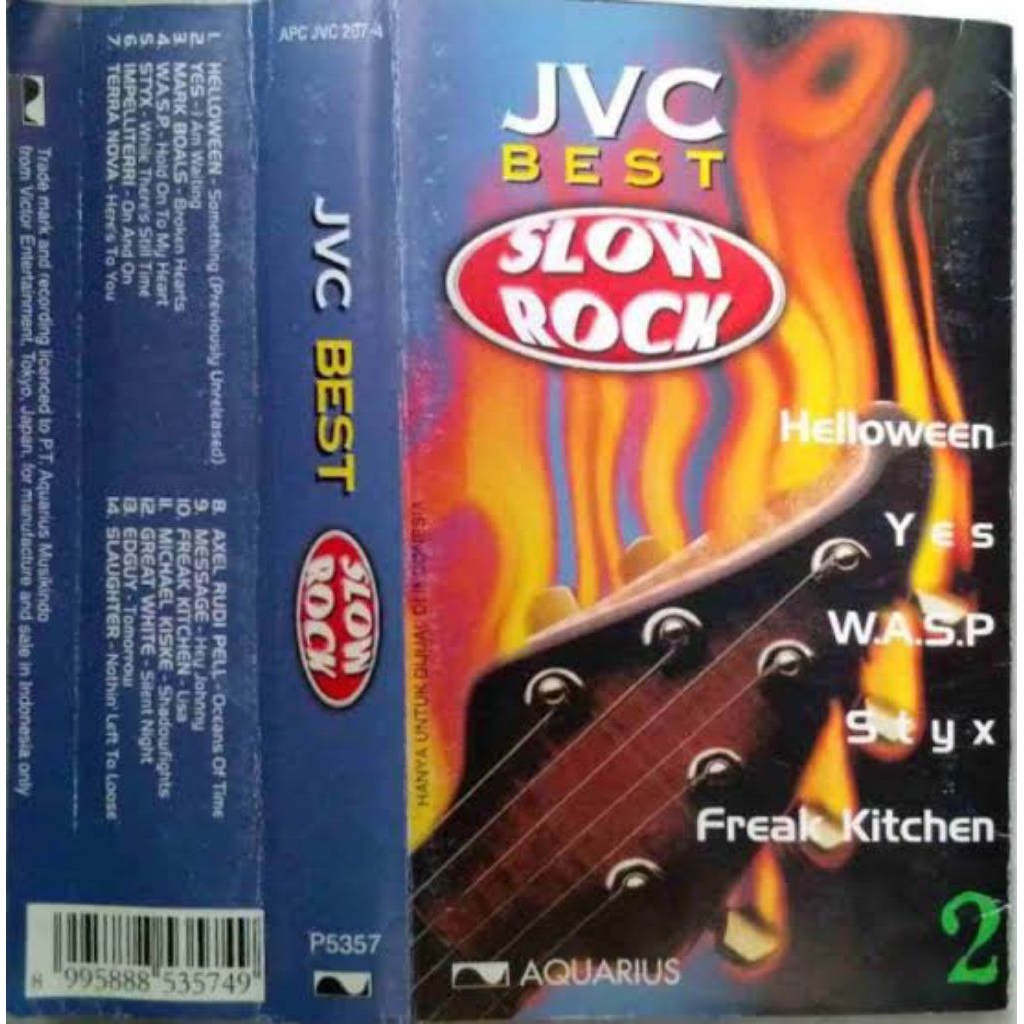 APC JVC 207-4
JVC
BEST
SLOW
ROCK
Helloween
Yes
W.A.S.P
Styx
Freak Kitchen
2
AQUARIUS
HANYA UNTUK DIJUAL DI INDONESIA
JVC BEST SLOW ROCK
P5357
1. HELLOWEEN - Something (Previously Unreleased)
2. YES - I Am Waiting
3. MARK BOALS - Broken Hearts
4. W.A.S.P. - Hold On To My Heart
5. STYX - While There's Still Time
6. IMPELLITERRI - On And On
7. TERRA NOVA - Here's To You
8. AXEL RUDI PELL - Oceans Of Time
9. MESSAGE - Hey Johnny
10. FREAK KITCHEN - Lisa
11. MICHAEL KISKE - Shadowfights
12. GREAT WHITE - Silent Night
13. EDGUY - Tomorrow
14. SLAUGHTER - Nothin' Left To Loose
Trade mark and recording licenced to P.T. Aquarius Musikindo
from Victor Entertainment, Tokyo, Japan, for manufacture and sale in Indonesia only
8 995888 535749